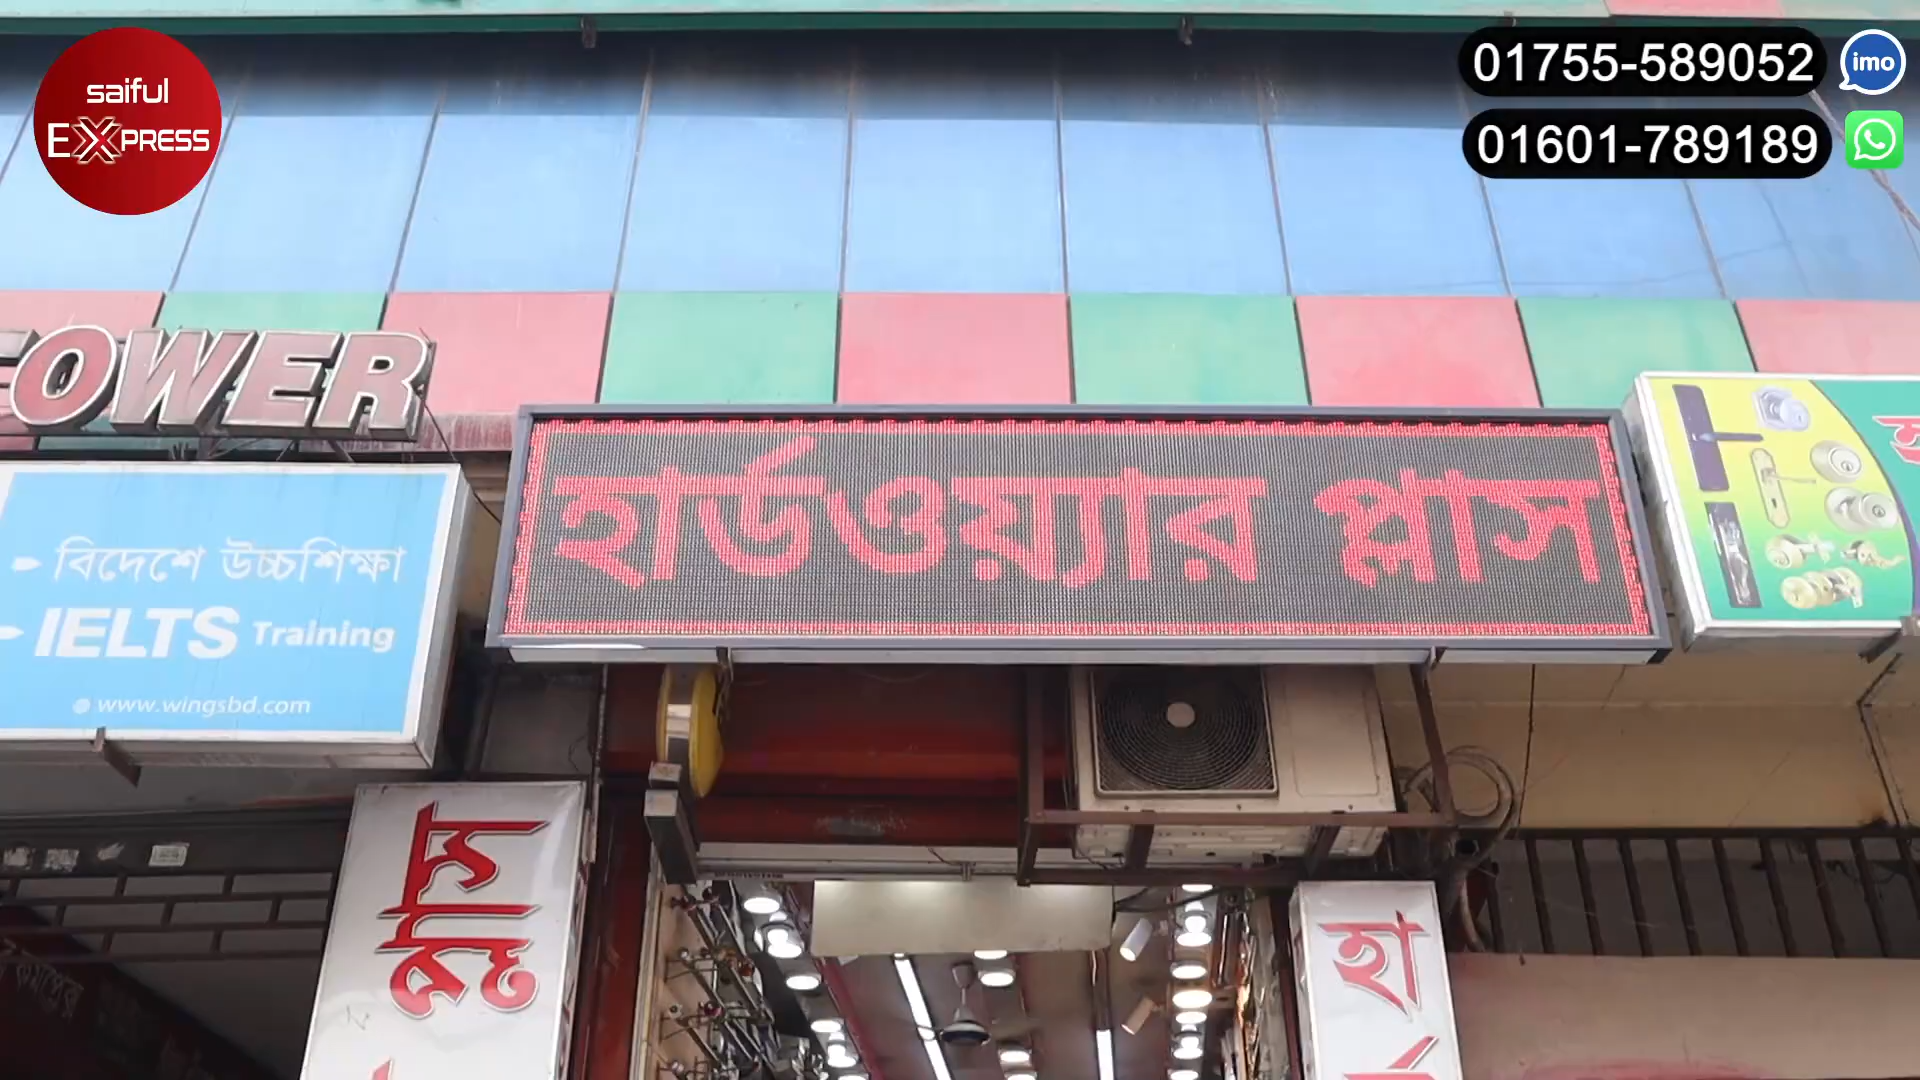 saiful
EXPRESS
01755-589052
imo
01601-789189
OWER
হার্ডওয়্যার প্লাস
বিদেশে উচ্চশিক্ষা
IELTS Training
www.wingsbd.com
প্লাস
হা